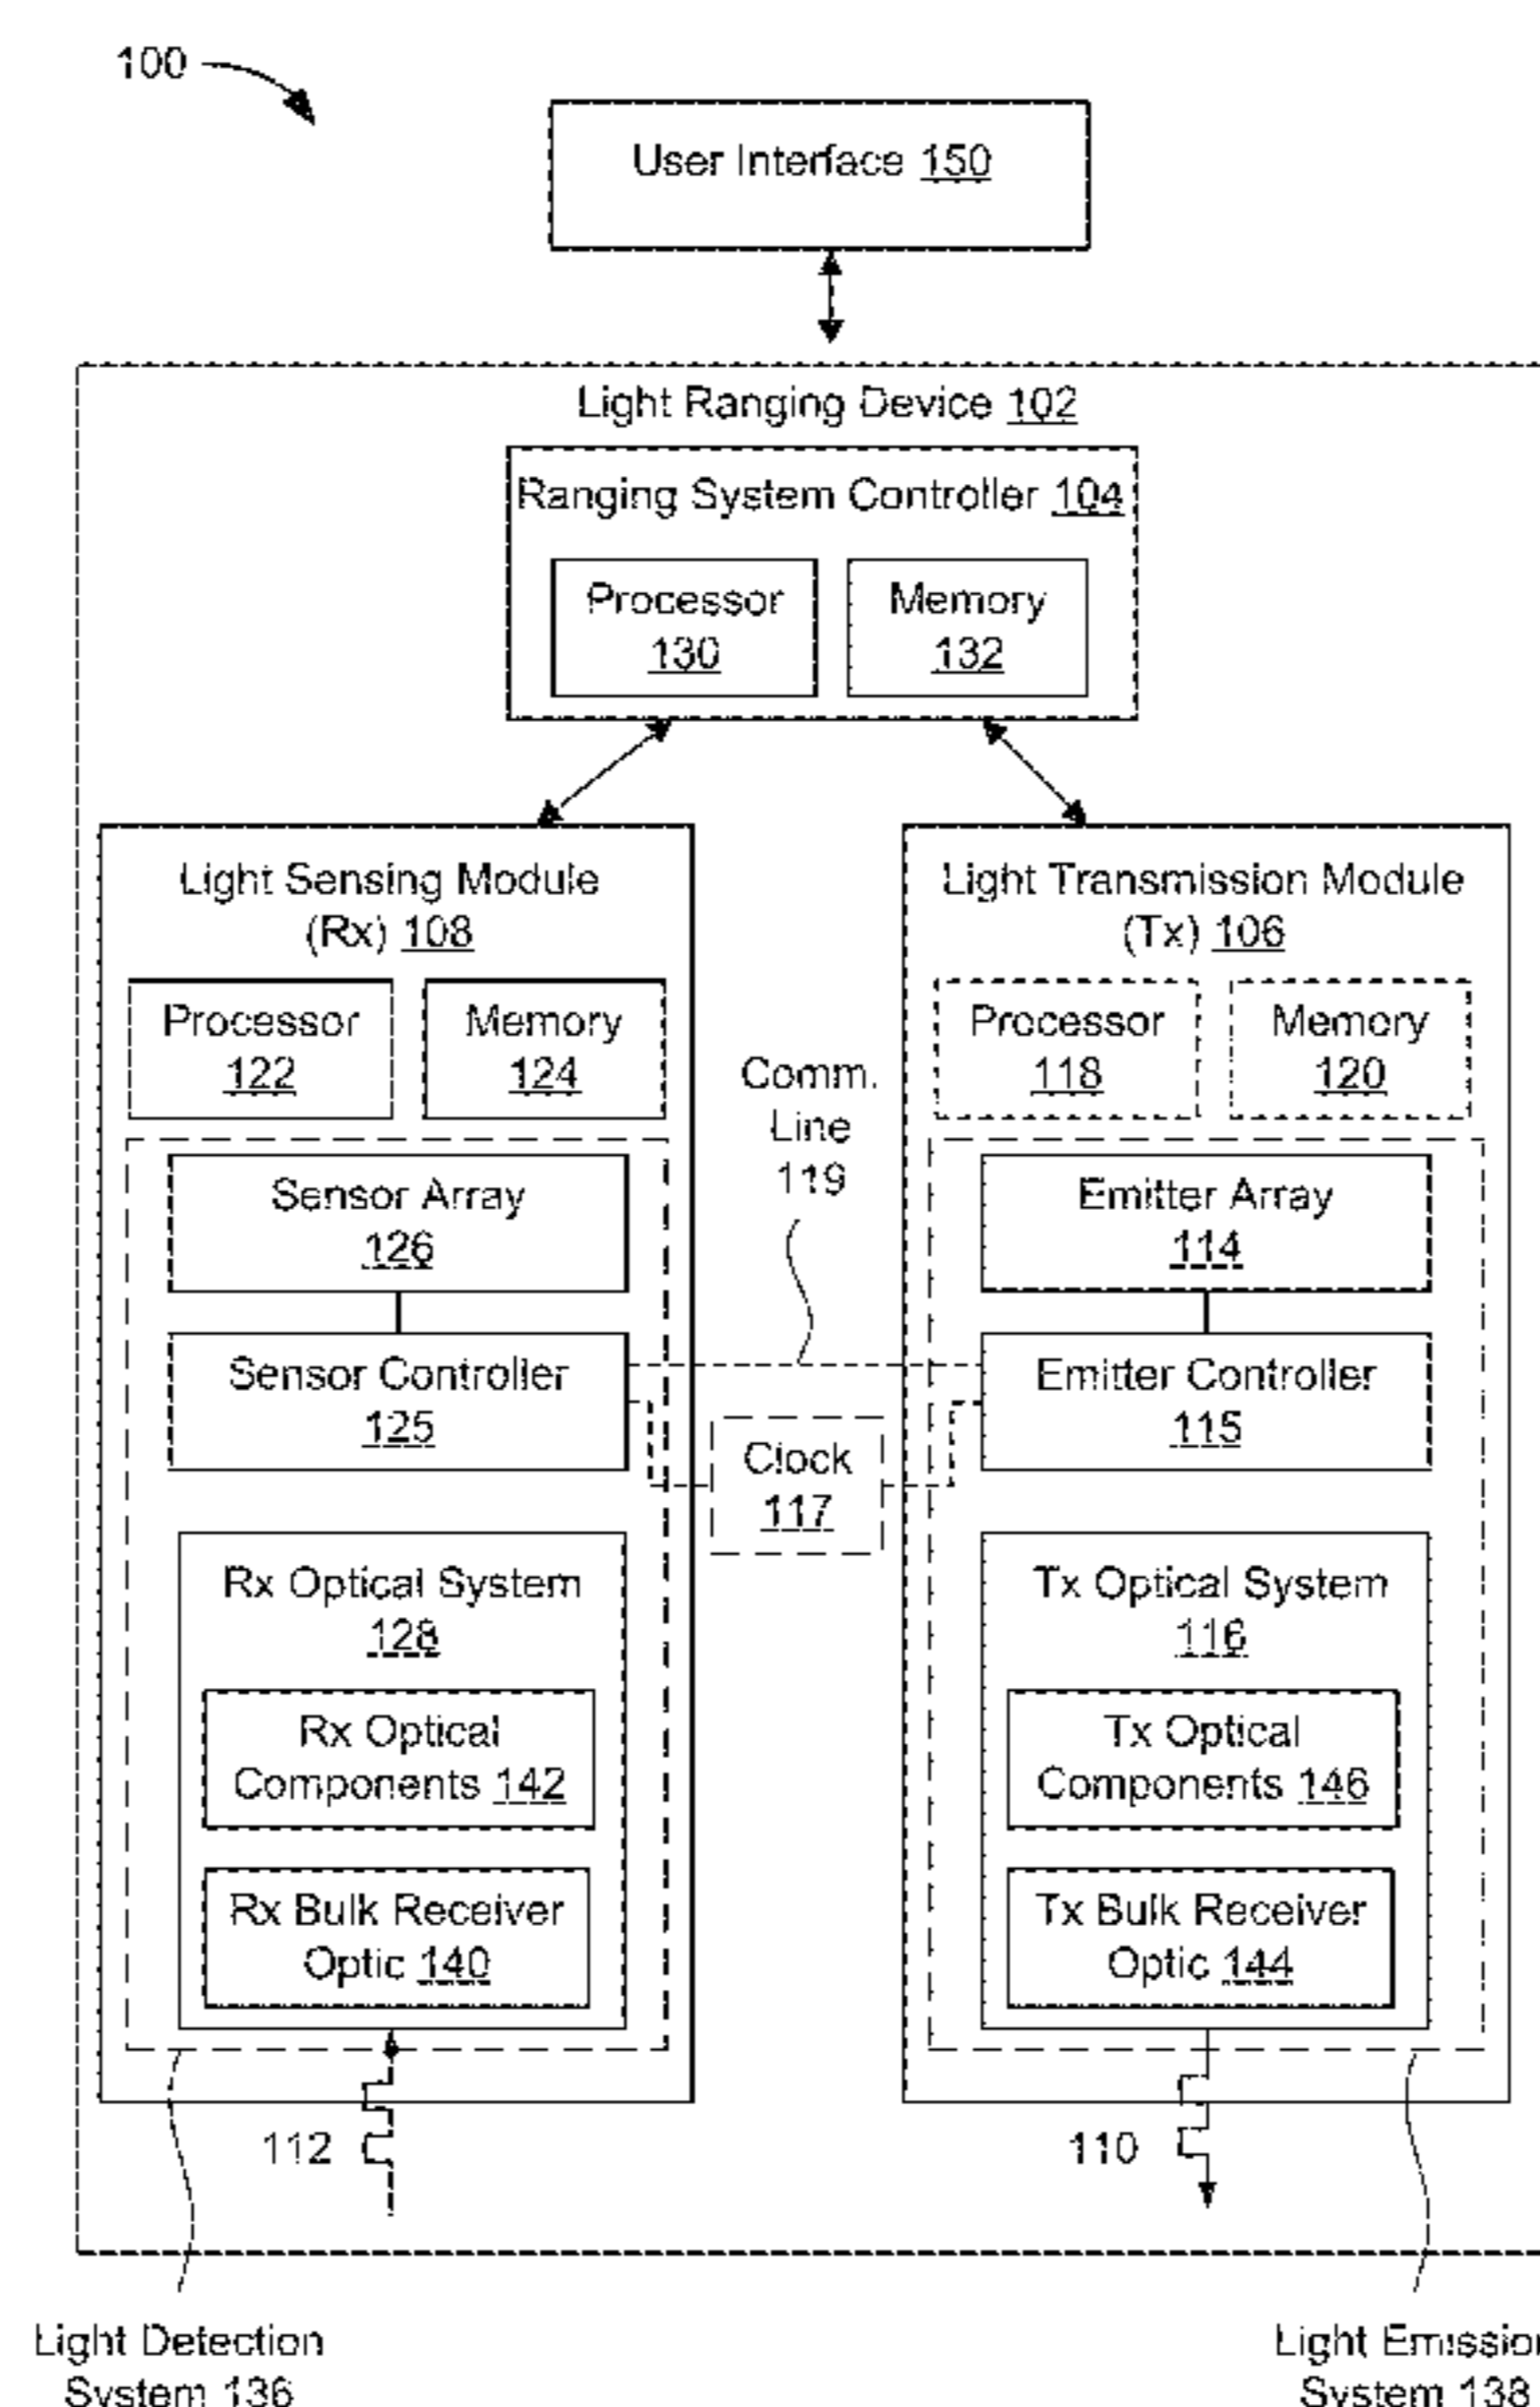 100
User Interface 150
Light Ranging Device 102
Ranging System Controller 104
Processor
130
Memory
132
Light Sensing Module
(Rx) 108
Processor
122
Memory
124
Sensor Array
126
Sensor Controller
125
Rx Optical System
128
Rx Optical
Components 142
Rx Bulk Receiver
Optic 140
112
Comm.
Line
119
Clock
117
Light Transmission Module
(Tx) 106
Processor
118
Memory
120
Emitter Array
114
Emitter Controller
115
Tx Optical System
116
Tx Optical
Components 146
Tx Bulk Receiver
Optic 144
110
Light Detection
System 136
Light Emission
System 138